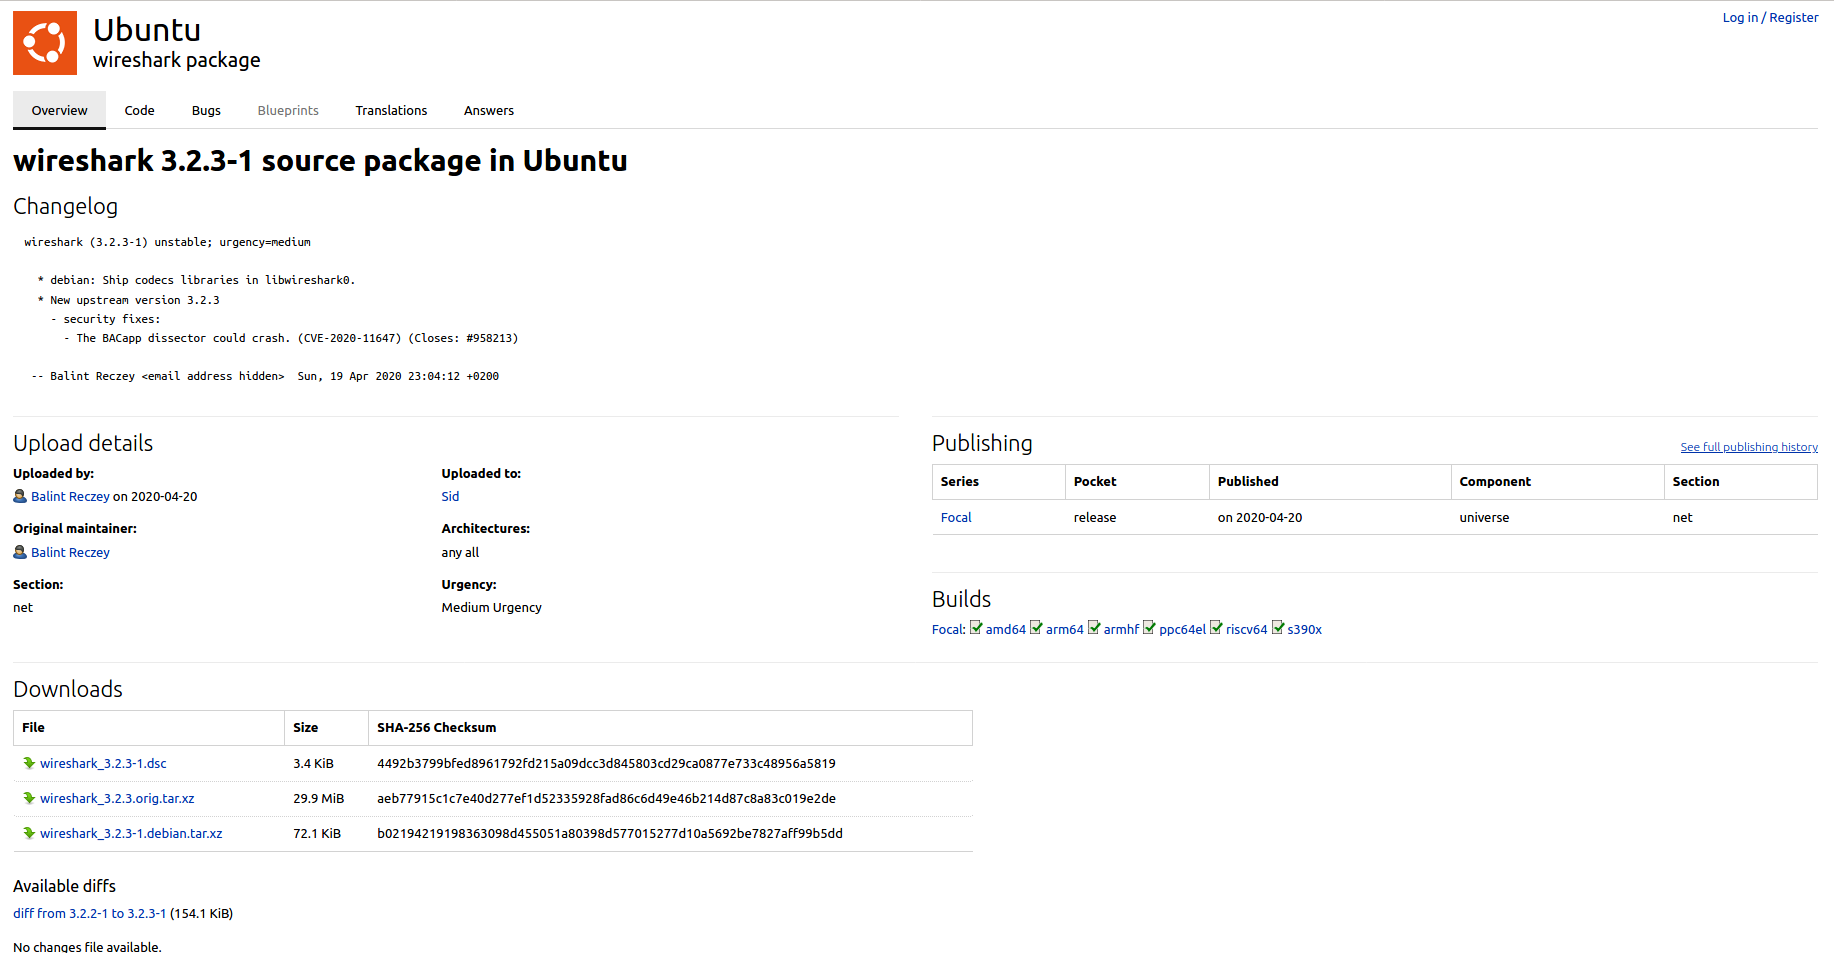 Ubuntu
wireshark package
Log in / Register
Overview Code Bugs Blueprints Translations Answers
wireshark 3.2.3-1 source package in Ubuntu
Changelog
wireshark (3.2.3-1) unstable; urgency=medium
* debian: Ship codecs libraries in libwireshark0.
* New upstream version 3.2.3
- security fixes:
- The BACapp dissector could crash. (CVE-2020-11647) (Closes: #958213)
-- Balint Reczey <email address hidden>  Sun, 19 Apr 2020 23:04:12 +0200
Upload details
Uploaded by:
Balint Reczey on 2020-04-20
Uploaded to:
Sid
Original maintainer:
Balint Reczey
Architectures:
any all
Section:
net
Urgency:
Medium Urgency
Publishing
See full publishing history
Series Pocket Published Component Section
Focal release on 2020-04-20 universe net
Builds
Focal: amd64 arm64 armhf ppc64el riscv64 s390x
Downloads
File Size SHA-256 Checksum
wireshark_3.2.3-1.dsc 3.4 KiB 4492b3799bfed8961792fd215a09dcc3d845803cd29ca0877e733c48956a5819
wireshark_3.2.3.orig.tar.xz 29.9 MiB aeb77915c1c7e40d277ef1d52335928fad86c6d49e46b214d87c8a83c019e2de
wireshark_3.2.3-1.debian.tar.xz 72.1 KiB b02194219198363098d455051a80398d577015277d10a5692be7827aff99b5dd
Available diffs
diff from 3.2.2-1 to 3.2.3-1 (154.1 KiB)
No changes file available.